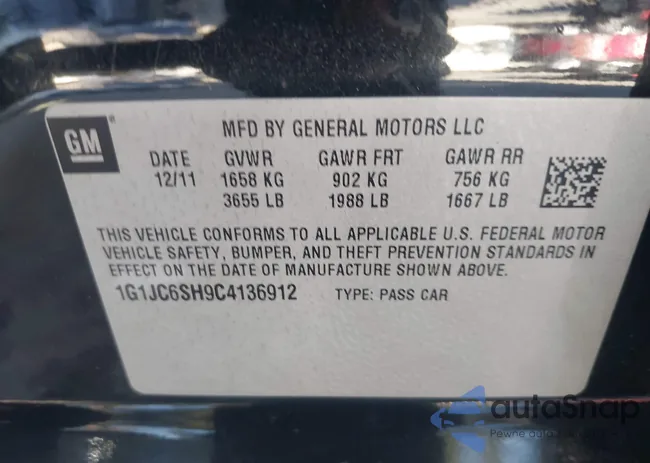 GM
MFD BY GENERAL MOTORS LLC
DATE GVWR GAWR FRT GAWR RR
12/11 1658 KG 902 KG 756 KG
3655 LB 1988 LB 1667 LB
THIS VEHICLE CONFORMS TO ALL APPLICABLE U.S. FEDERAL MOTOR
VEHICLE SAFETY, BUMPER, AND THEFT PREVENTION STANDARDS IN
EFFECT ON THE DATE OF MANUFACTURE SHOWN ABOVE.
1G1JC6SH9C4136912 TYPE: PASS CAR
autoSnap
Pewne auto